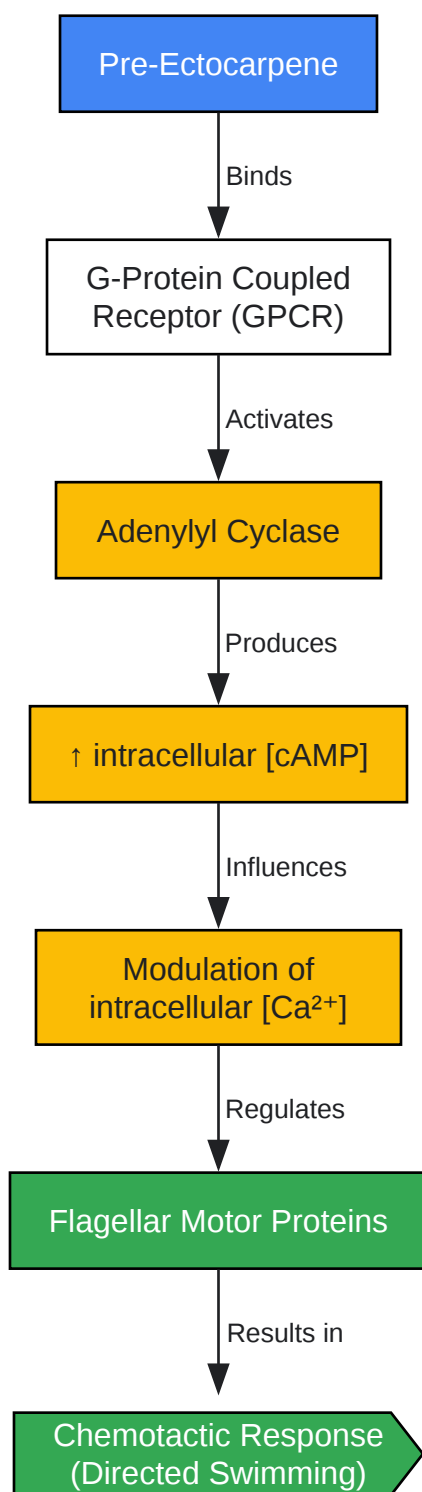 Pre-Ectocarpene
Binds
G-Protein Coupled
Receptor (GPCR)
Activates
Adenylyl Cyclase
Produces
↑ intracellular [cAMP]
Influences
Modulation of
intracellular [Ca²⁺]
Regulates
Flagellar Motor Proteins
Results in
Chemotactic Response
(Directed Swimming)